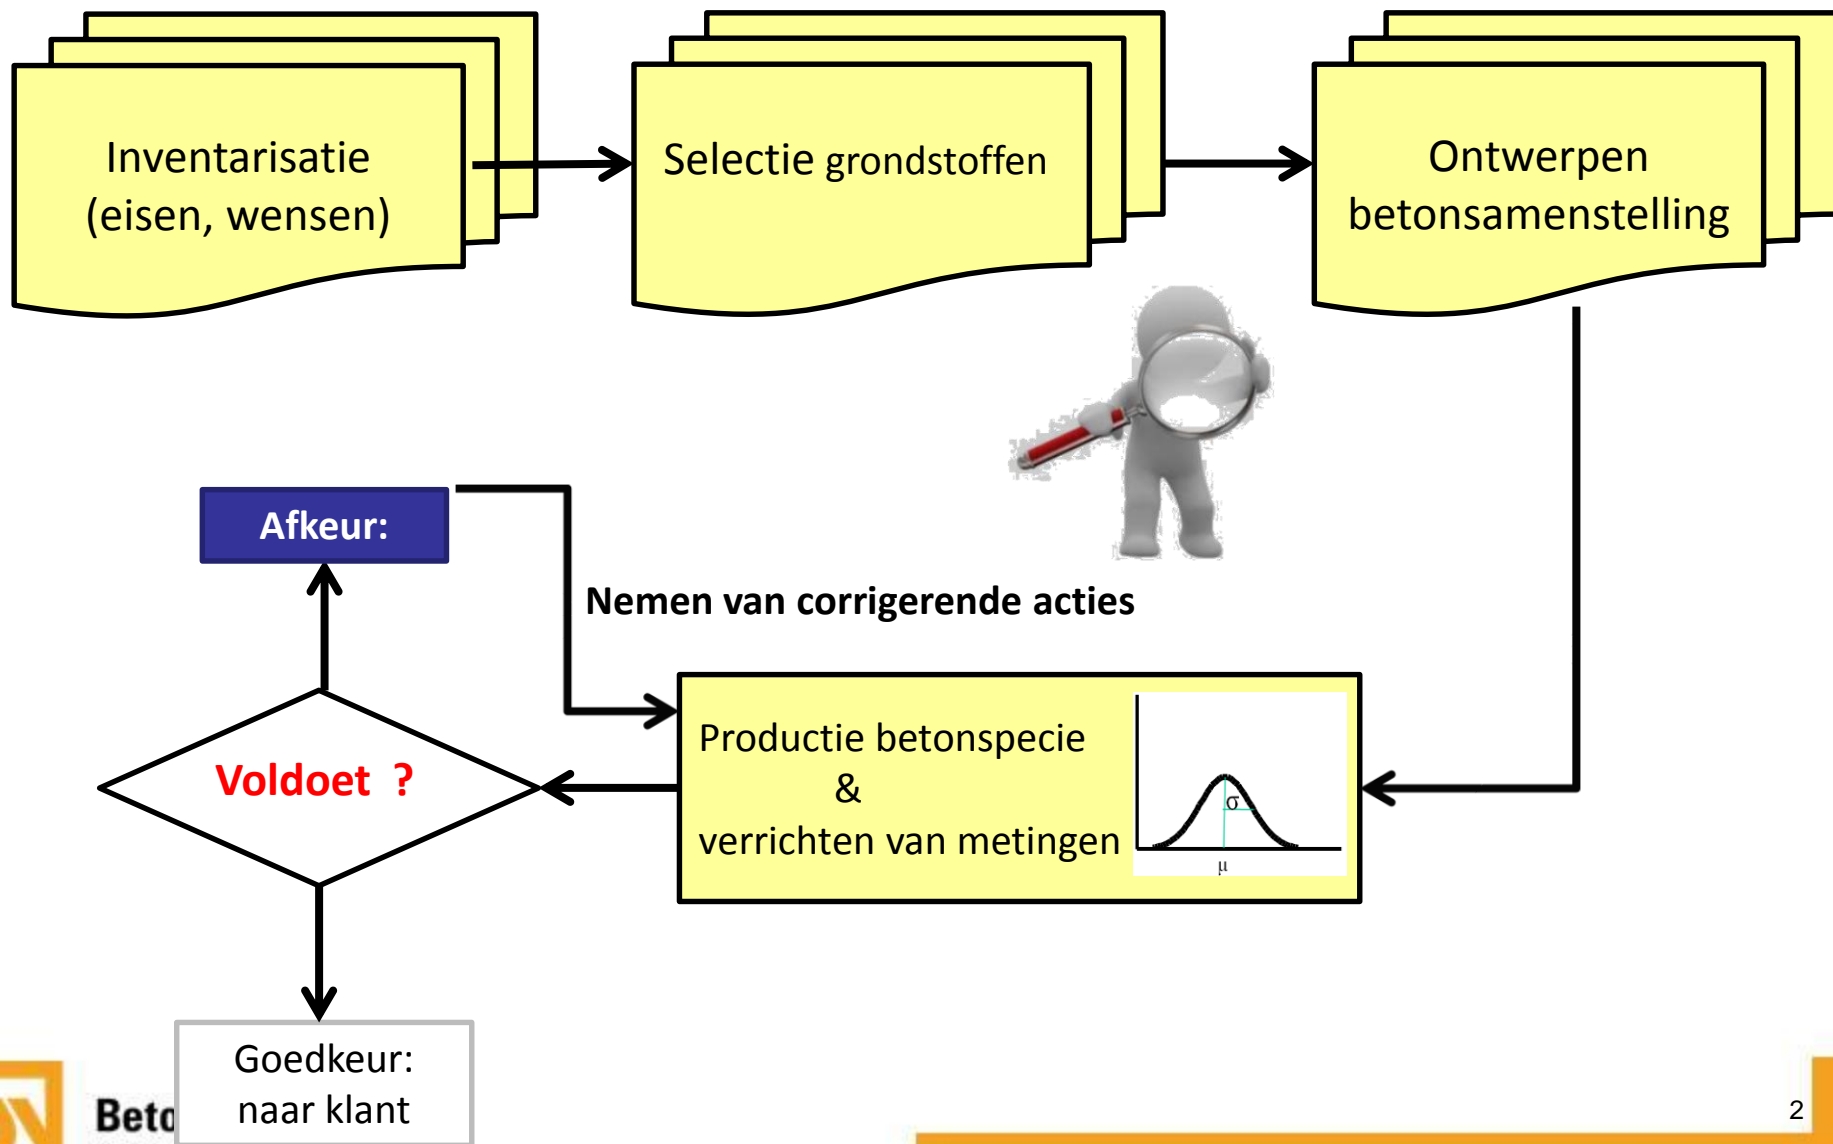 Inventarisatie
(eisen, wensen)
Selectie grondstoffen
Ontwerpen
betonsamenstelling
Afkeur:
Nemen van corrigerende acties
Voldoet ?
Productie betonspecie
&
verrichten van metingen
σ
μ
Goedkeur:
naar klant
Beto
2